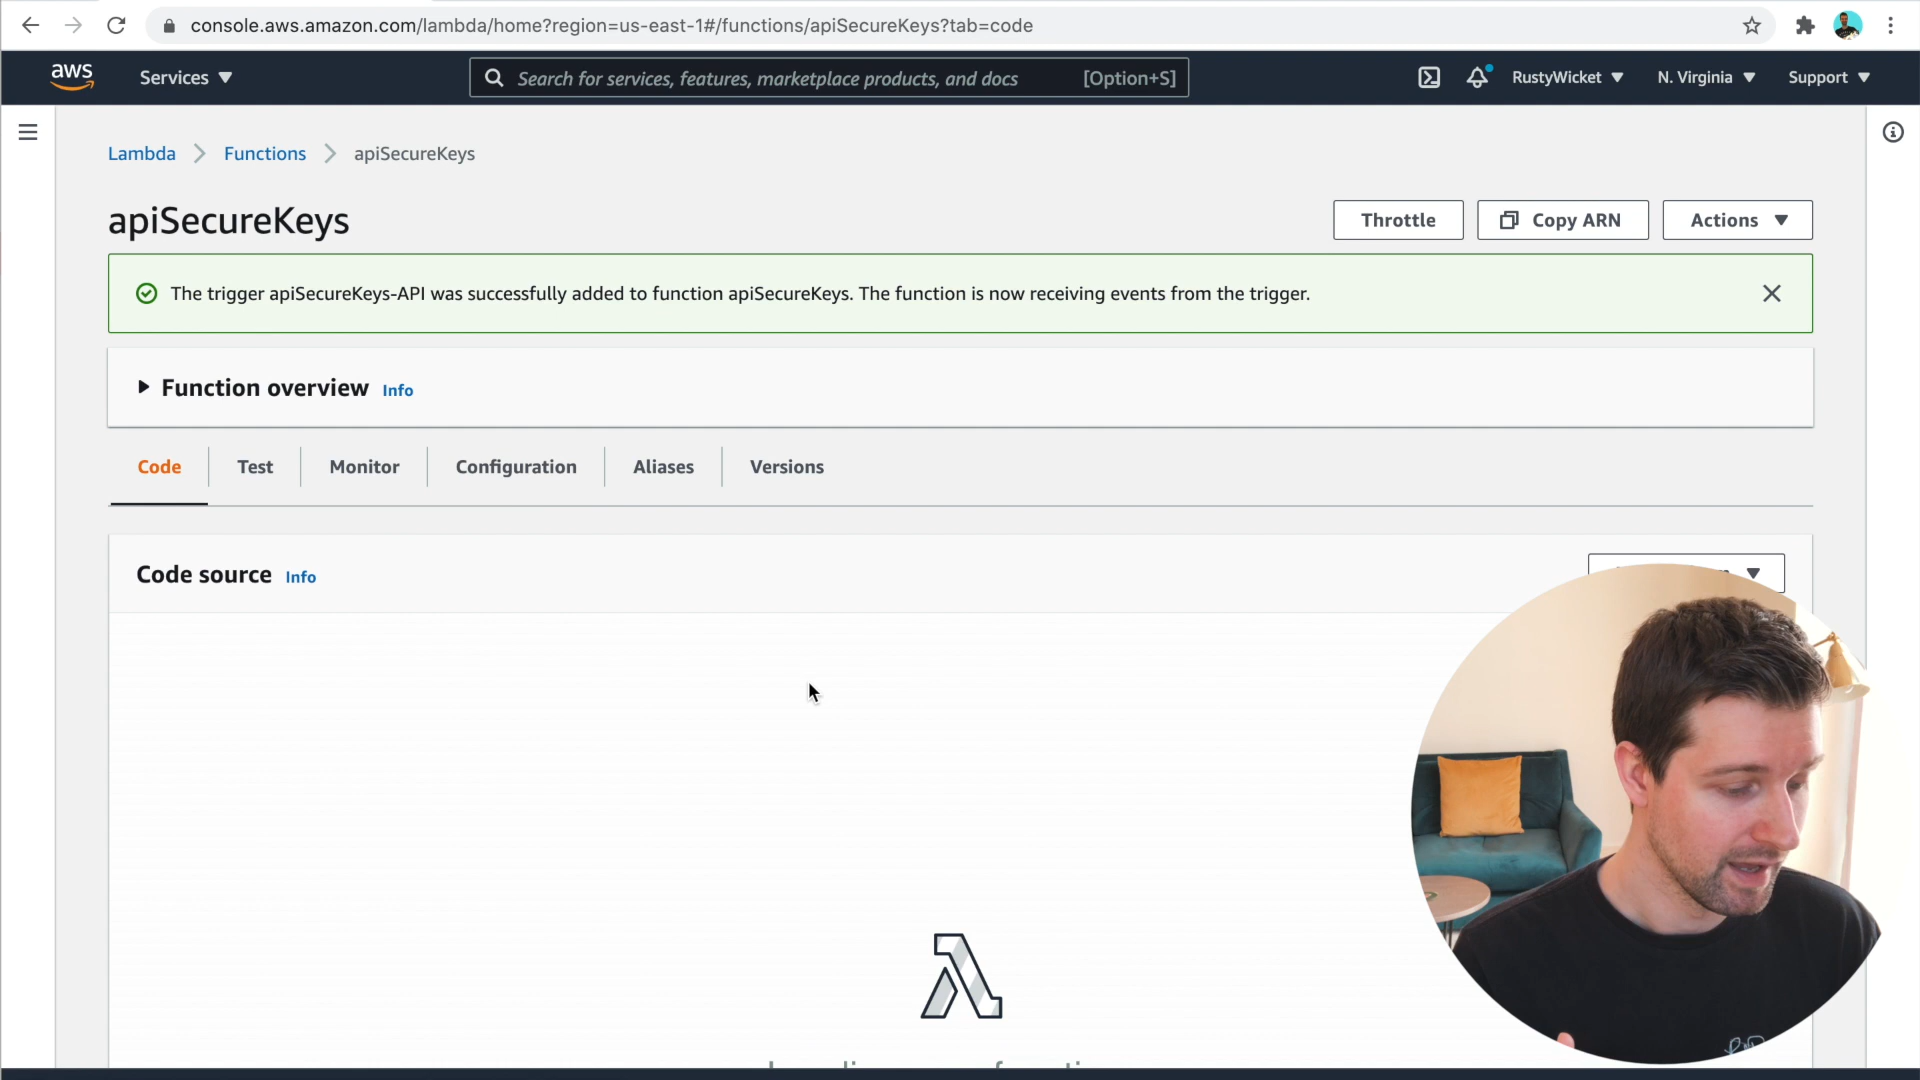 console.aws.amazon.com/lambda/home?region=us-east-1#/functions/apiSecureKeys?tab=code
aws
Services
Search for services, features, marketplace products, and docs [Option+S]
RustyWicket
N. Virginia
Support
Lambda
Functions
apiSecureKeys
apiSecureKeys
Throttle
Copy ARN
Actions
The trigger apiSecureKeys-API was successfully added to function apiSecureKeys. The function is now receiving events from the trigger.
Function overview Info
Code
Test
Monitor
Configuration
Aliases
Versions
Code source Info